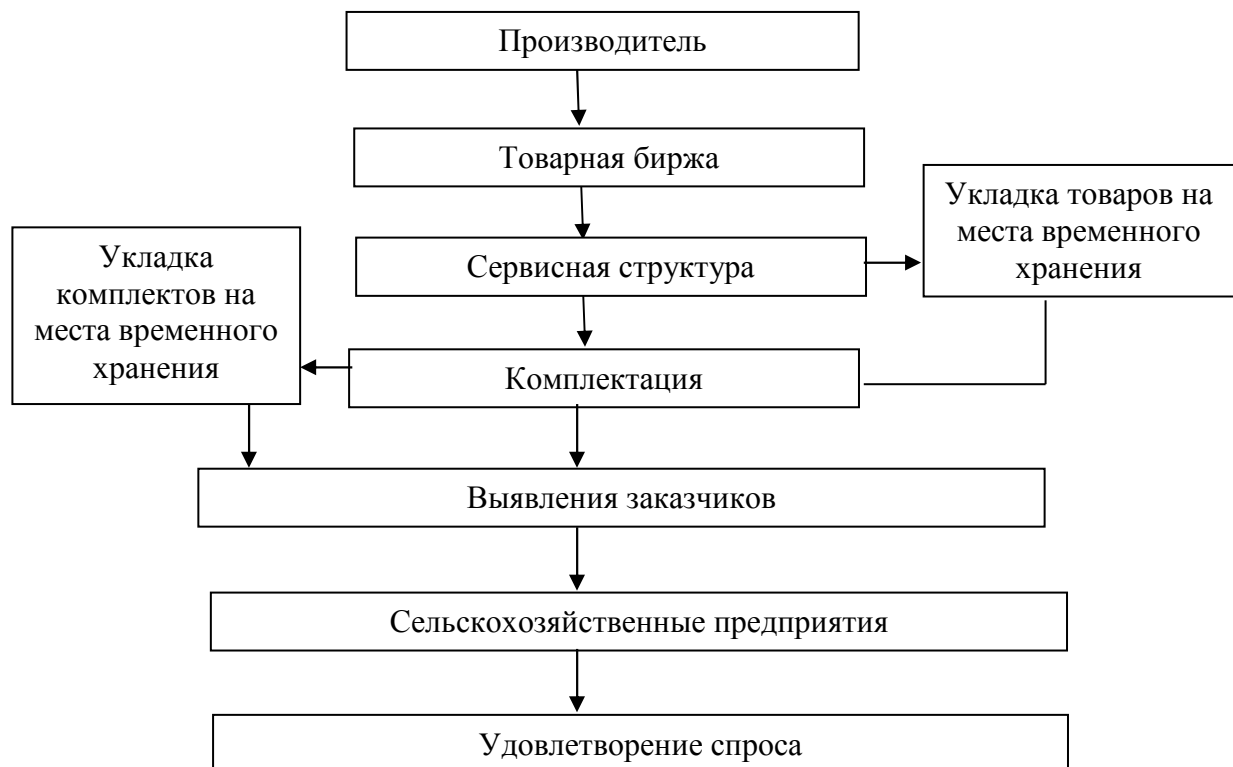 Производитель
Товарная биржа
Укладка товаров на
места временного
хранения
Сервисная структура
Укладка
комплектов на
места временного
хранения
Комплектация
Выявления заказчиков
Сельскохозяйственные предприятия
Удовлетворение спроса